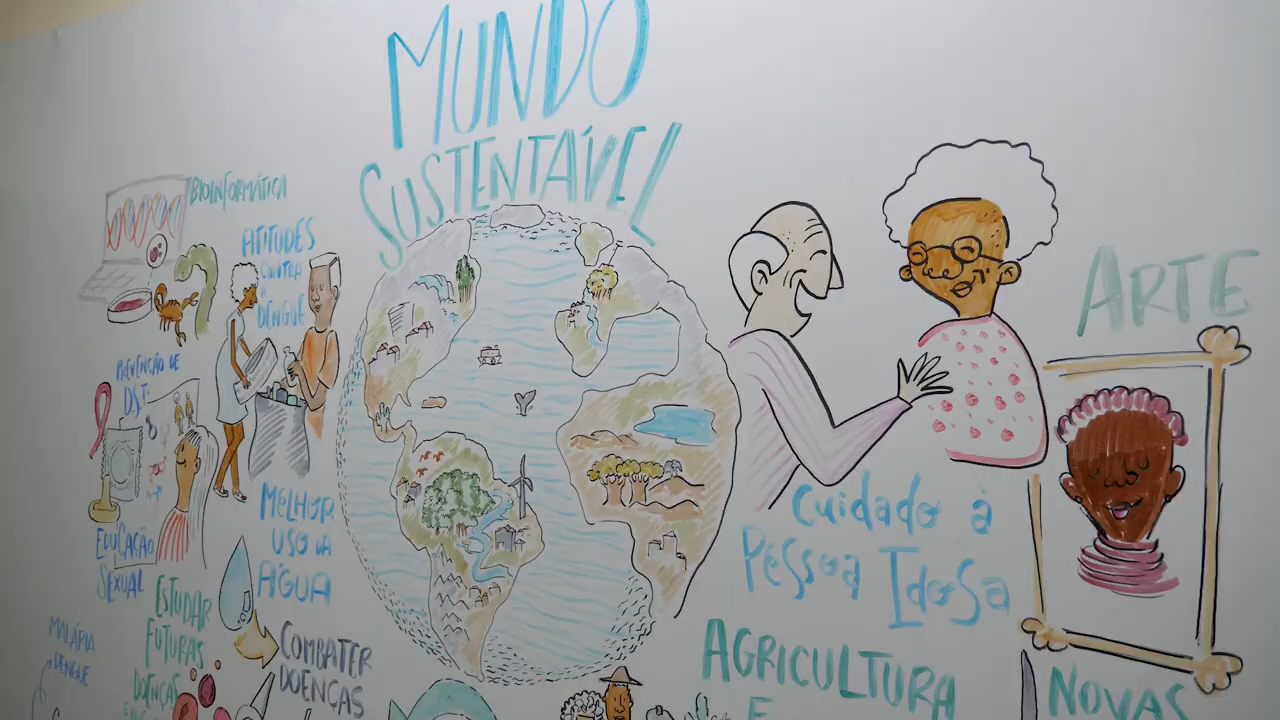 MUNDO
SUSTENTÁVEL
BIOINFORMÁTICA
ATITUDES
CONTRA
A
DENGUE
PREVENÇÃO DE
DST's
EDUCAÇÃO
SEXUAL
MELHOR
USO DA
ÁGUA
ESTUDAR
FUTURAS
DOENÇAS
MALÁRIA
DENGUE
COMBATER
DOENÇAS
Cuidado à
Pessoa Idosa
ARTE
AGRICULTURA
E
NOVAS